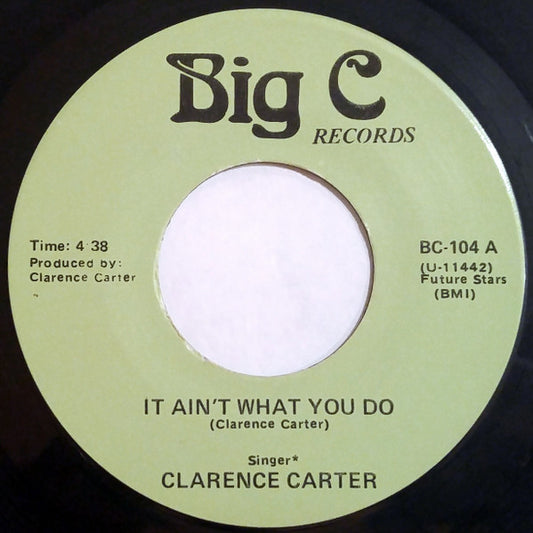 Big C
RECORDS
Time: 4 38
Produced by:
Clarence Carter
BC-104 A
(U-11442)
Future Stars
(BMI)
IT AIN'T WHAT YOU DO
(Clarence Carter)
Singer*
CLARENCE CARTER